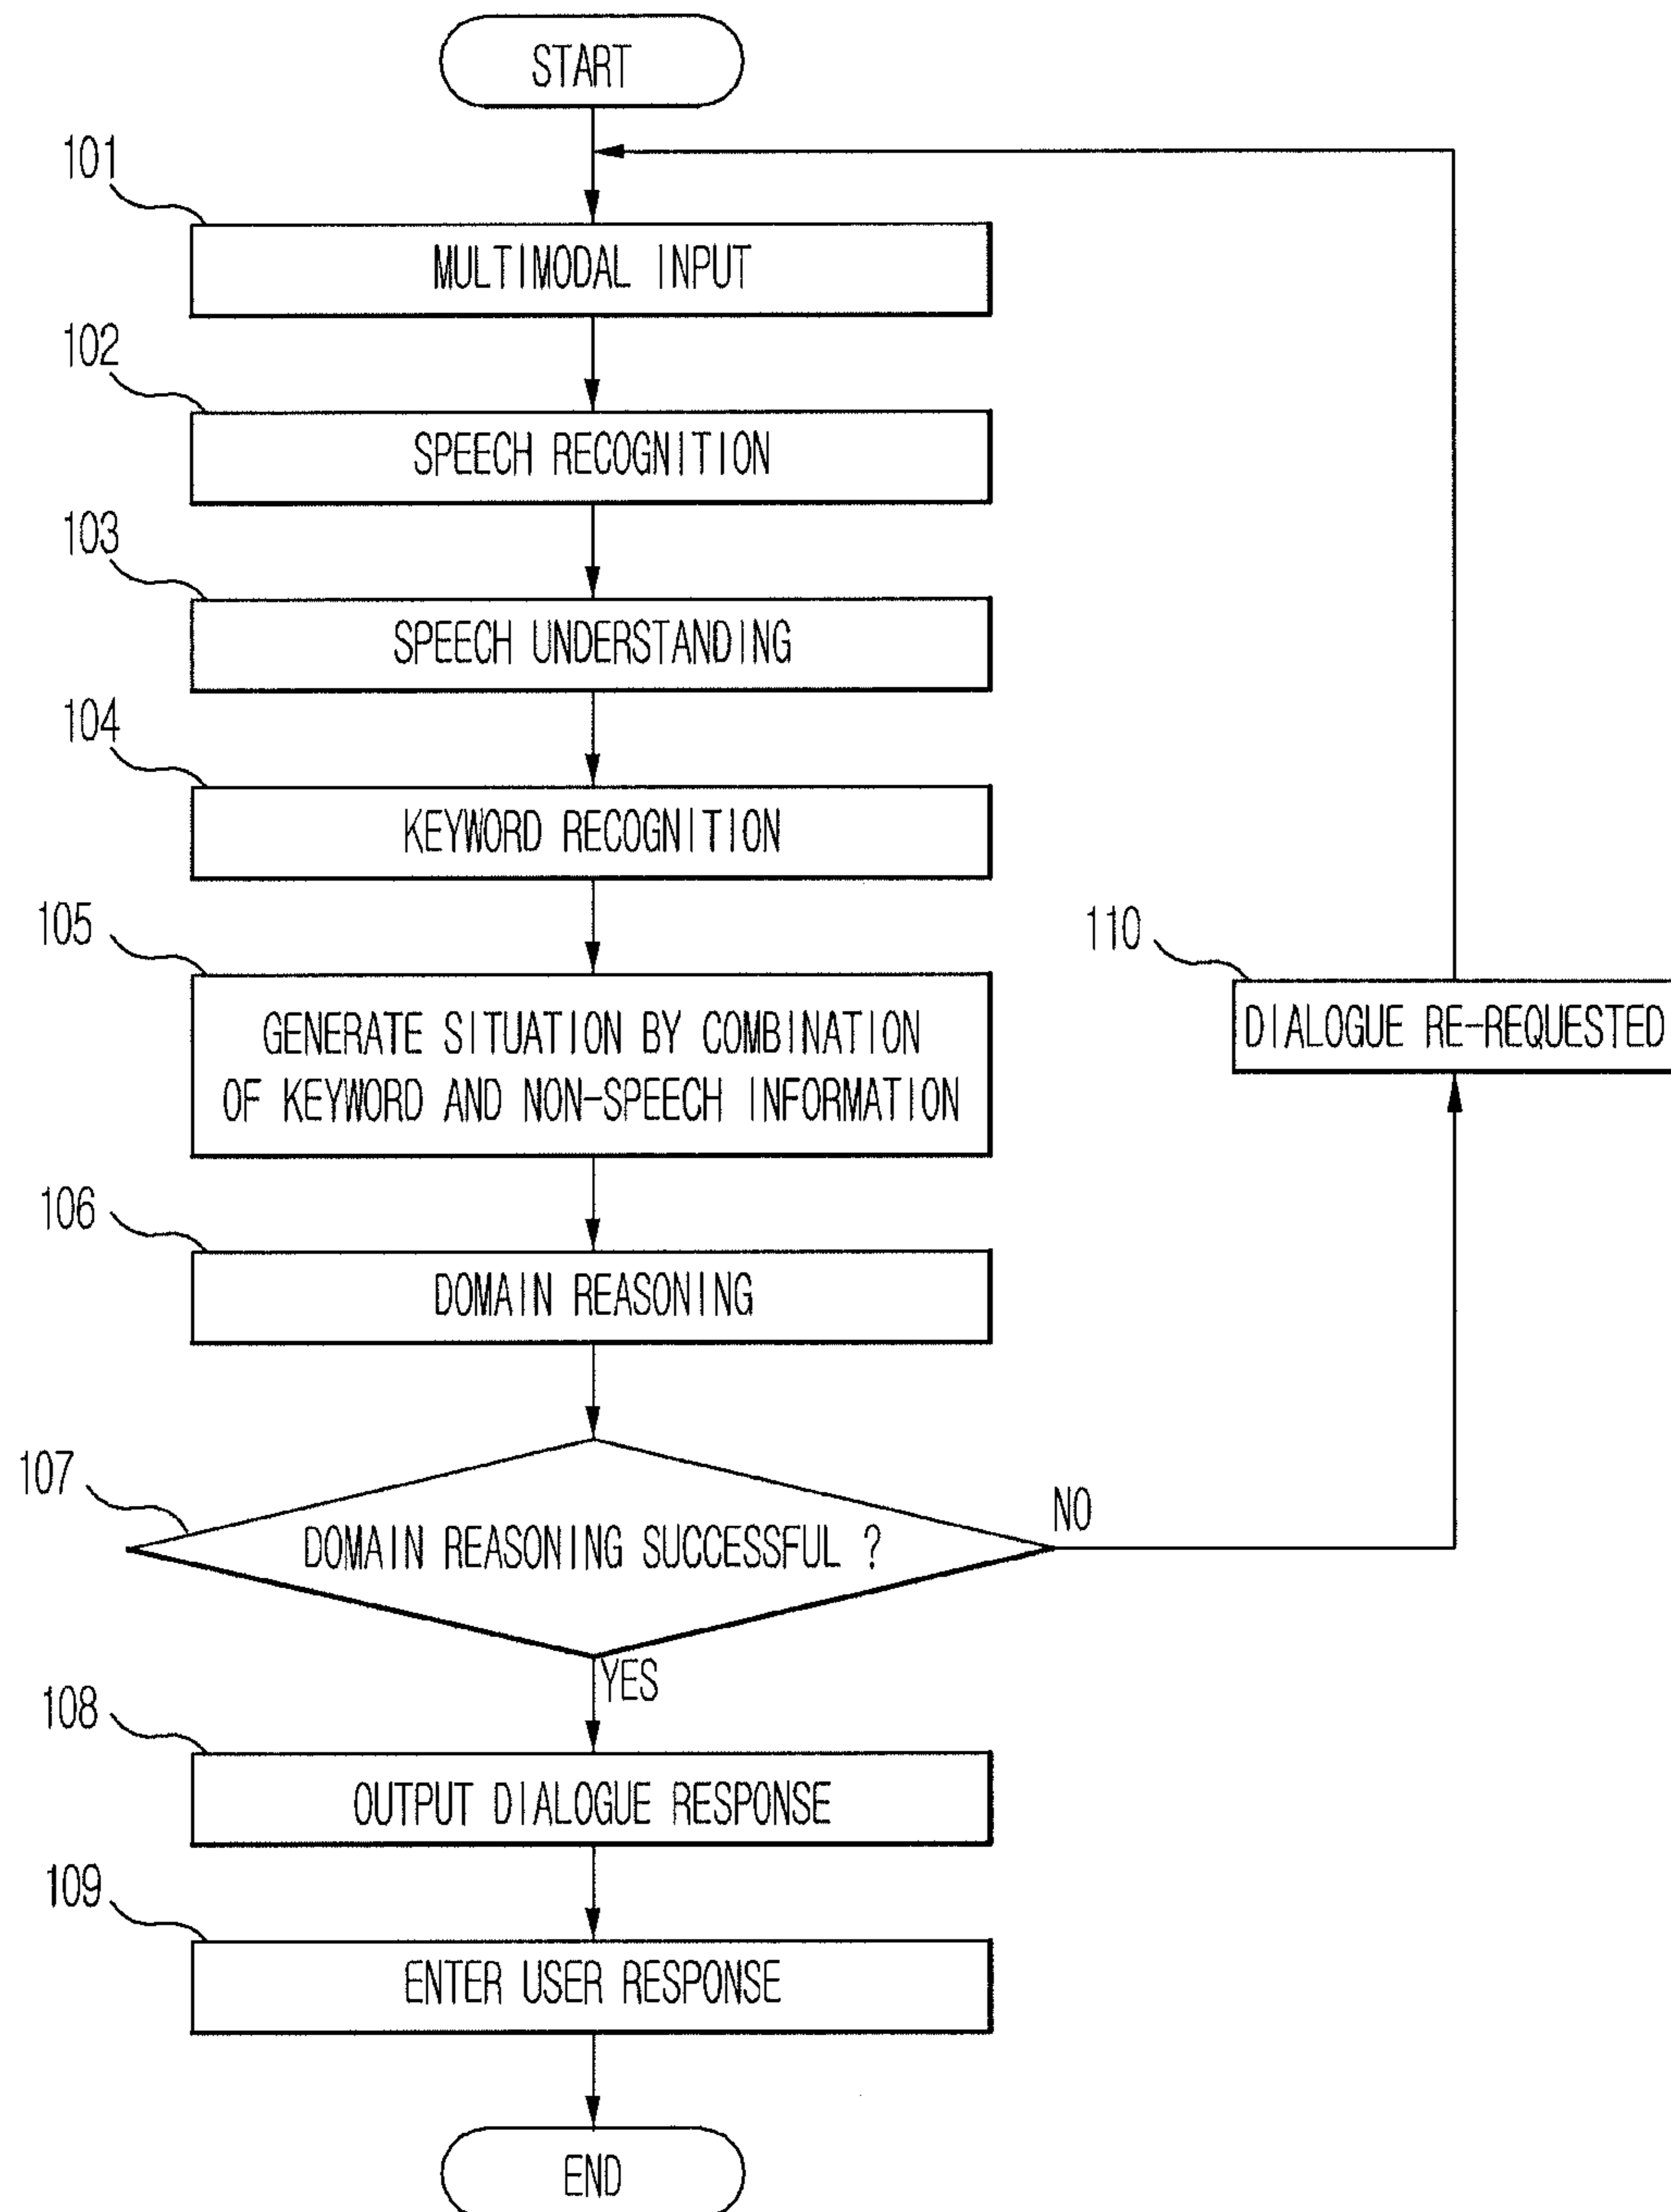 START
101
MULTIMODAL INPUT
102
SPEECH RECOGNITION
103
SPEECH UNDERSTANDING
104
KEYWORD RECOGNITION
105
GENERATE SITUATION BY COMBINATION
OF KEYWORD AND NON-SPEECH INFORMATION
110
DIALOGUE RE-REQUESTED
106
DOMAIN REASONING
107
DOMAIN REASONING SUCCESSFUL ?
NO
YES
108
OUTPUT DIALOGUE RESPONSE
109
ENTER USER RESPONSE
END